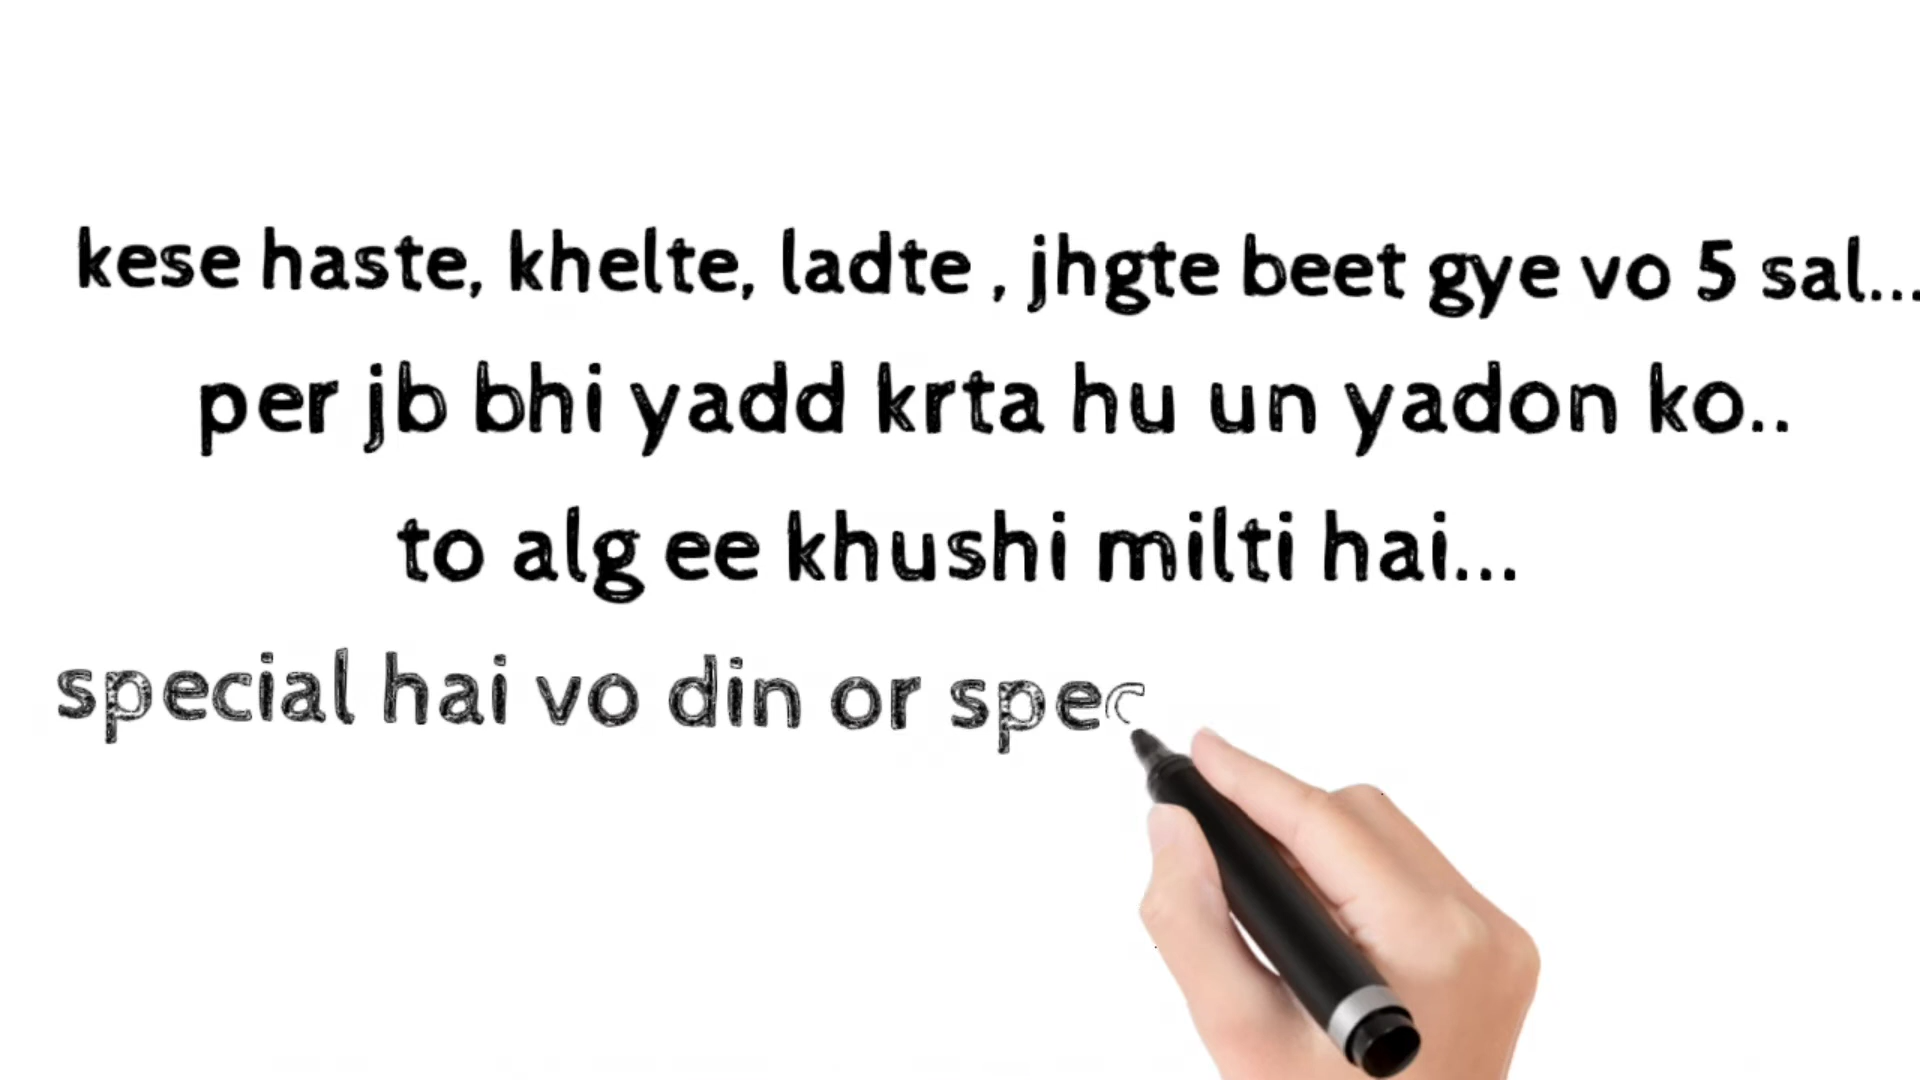 kese haste, khelte, ladte , jhgte beet gye vo 5 sal...
per jb bhi yadd krta hu un yadon ko..
to alg ee khushi milti hai...
special hai vo din or spec